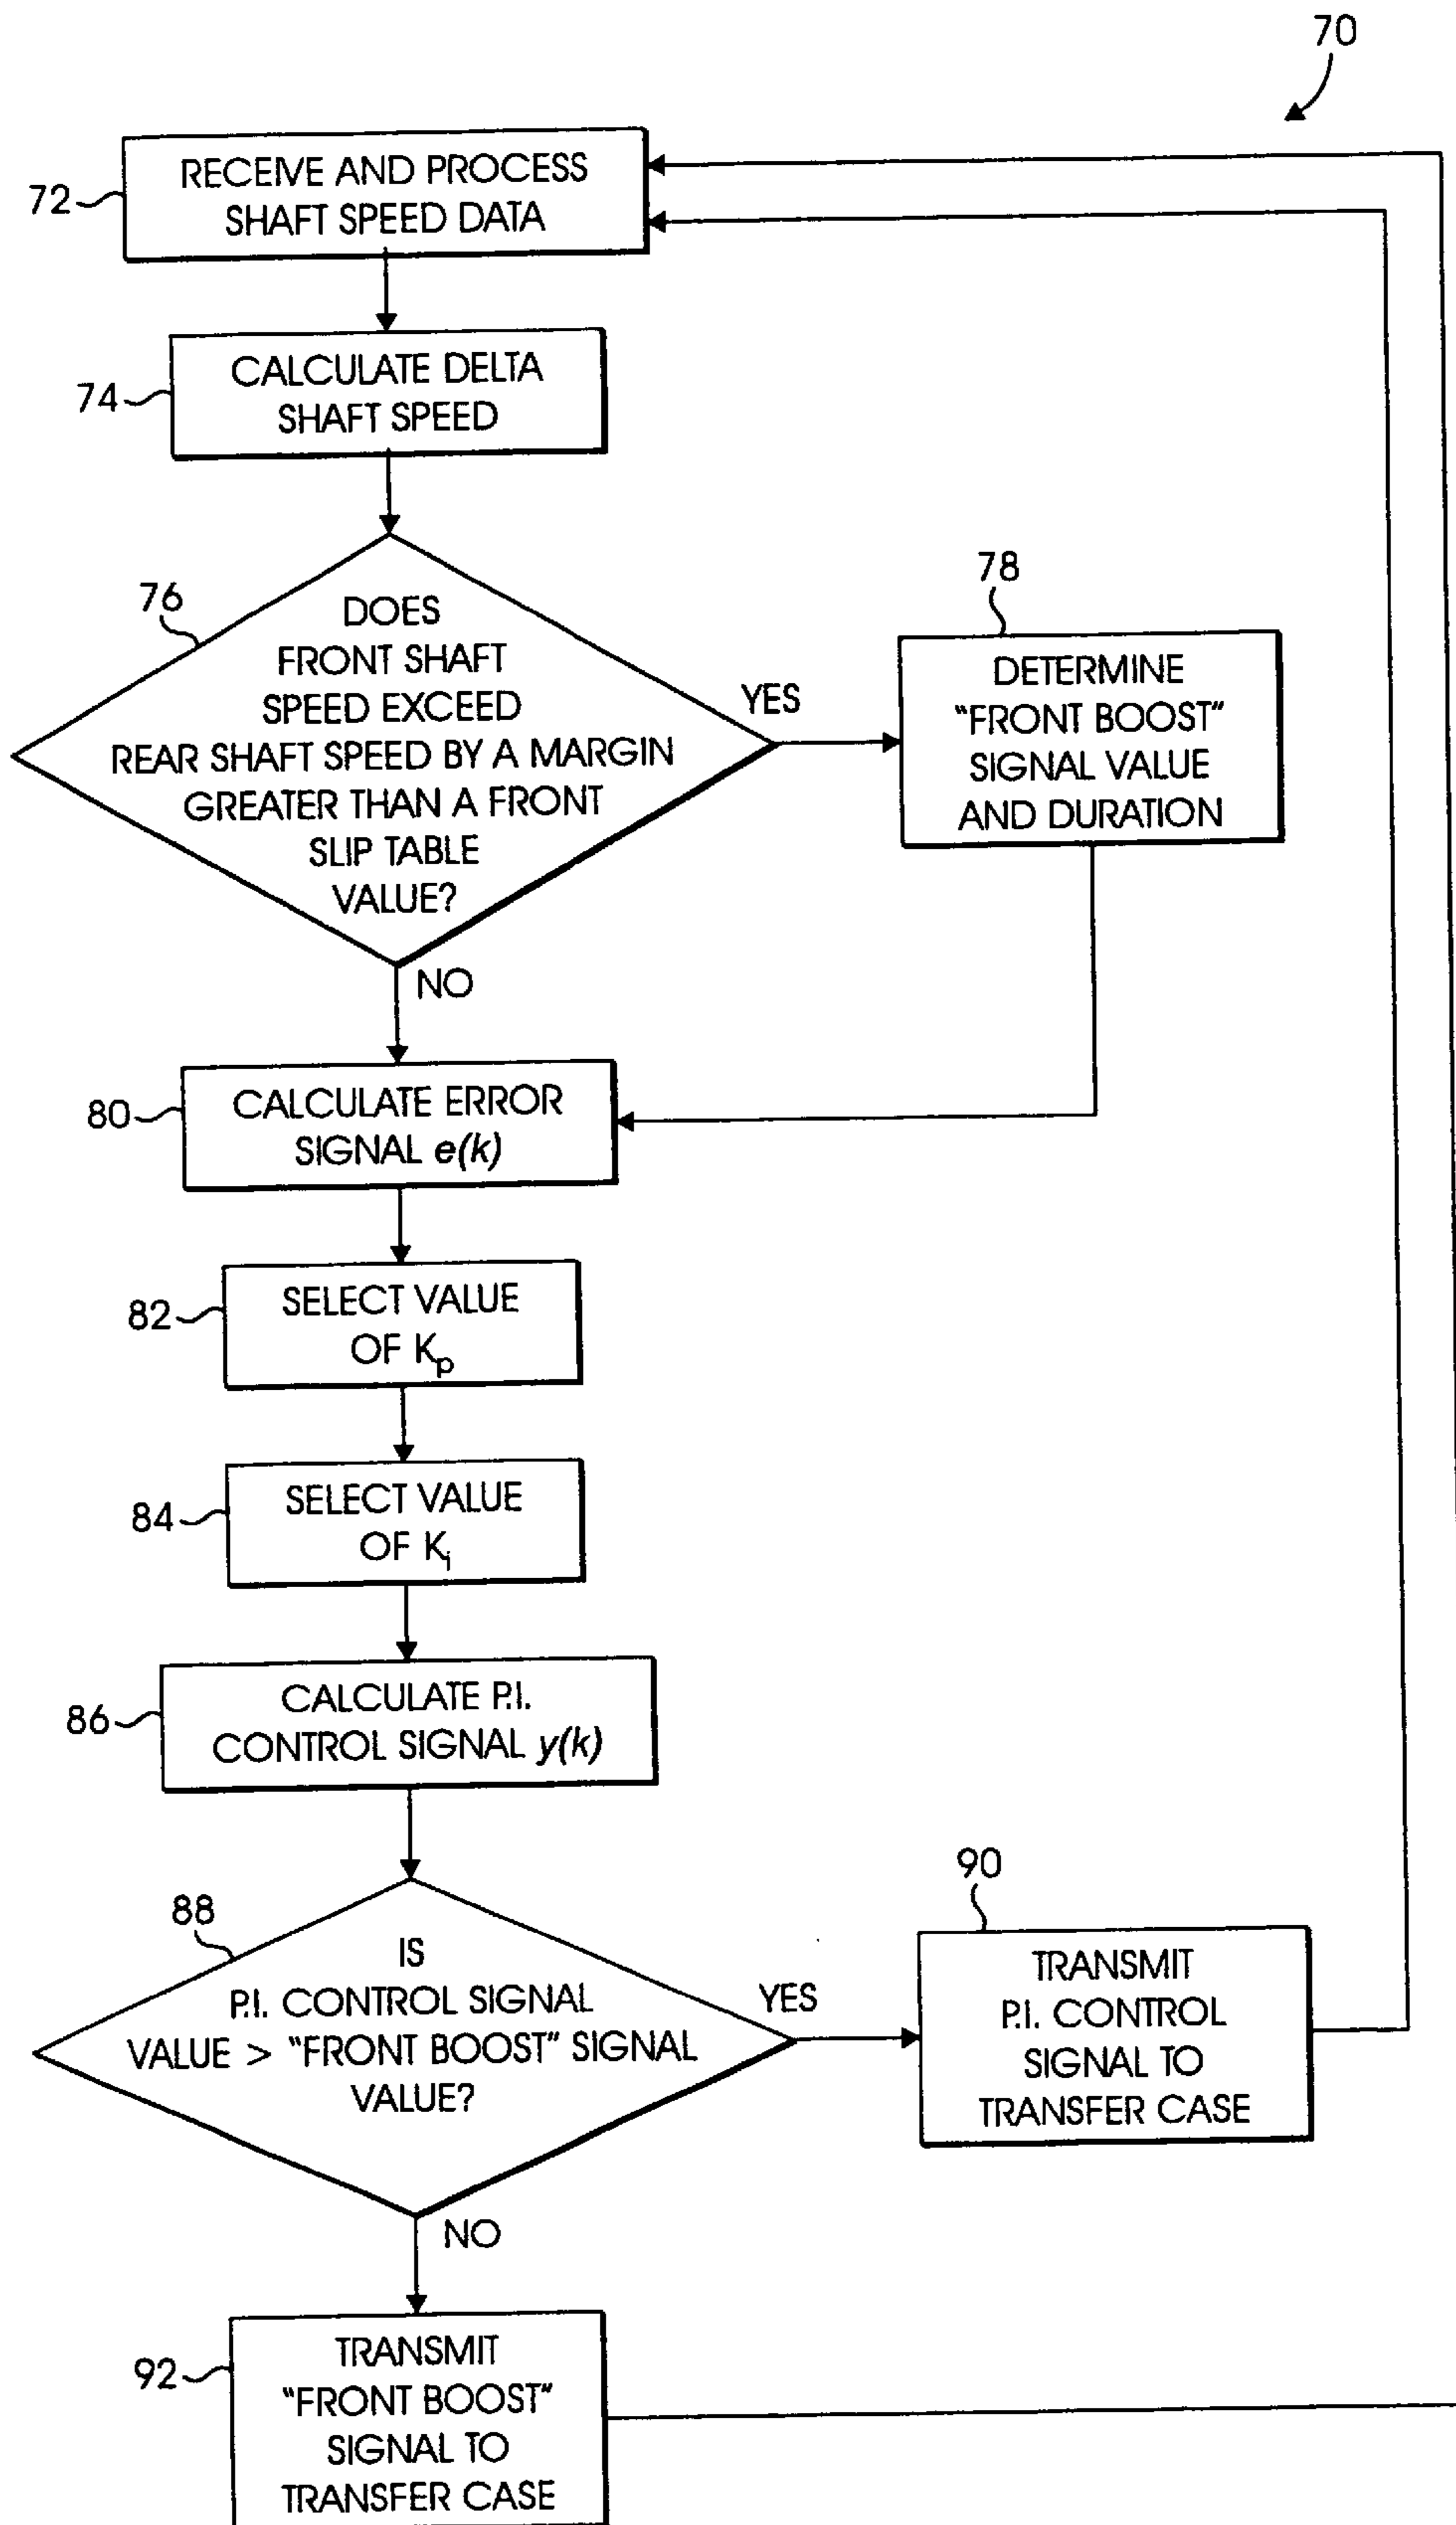 70
72
RECEIVE AND PROCESS
SHAFT SPEED DATA
74
CALCULATE DELTA
SHAFT SPEED
76
DOES
FRONT SHAFT
SPEED EXCEED
REAR SHAFT SPEED BY A MARGIN
GREATER THAN A FRONT
SLIP TABLE
VALUE?
YES
78
DETERMINE
“FRONT BOOST”
SIGNAL VALUE
AND DURATION
NO
80
CALCULATE ERROR
SIGNAL e(k)
82
SELECT VALUE
OF Kp
84
SELECT VALUE
OF Ki
86
CALCULATE P.I.
CONTROL SIGNAL y(k)
88
IS
P.I. CONTROL SIGNAL
VALUE > “FRONT BOOST” SIGNAL
VALUE?
YES
90
TRANSMIT
P.I. CONTROL
SIGNAL TO
TRANSFER CASE
NO
92
TRANSMIT
“FRONT BOOST”
SIGNAL TO
TRANSFER CASE